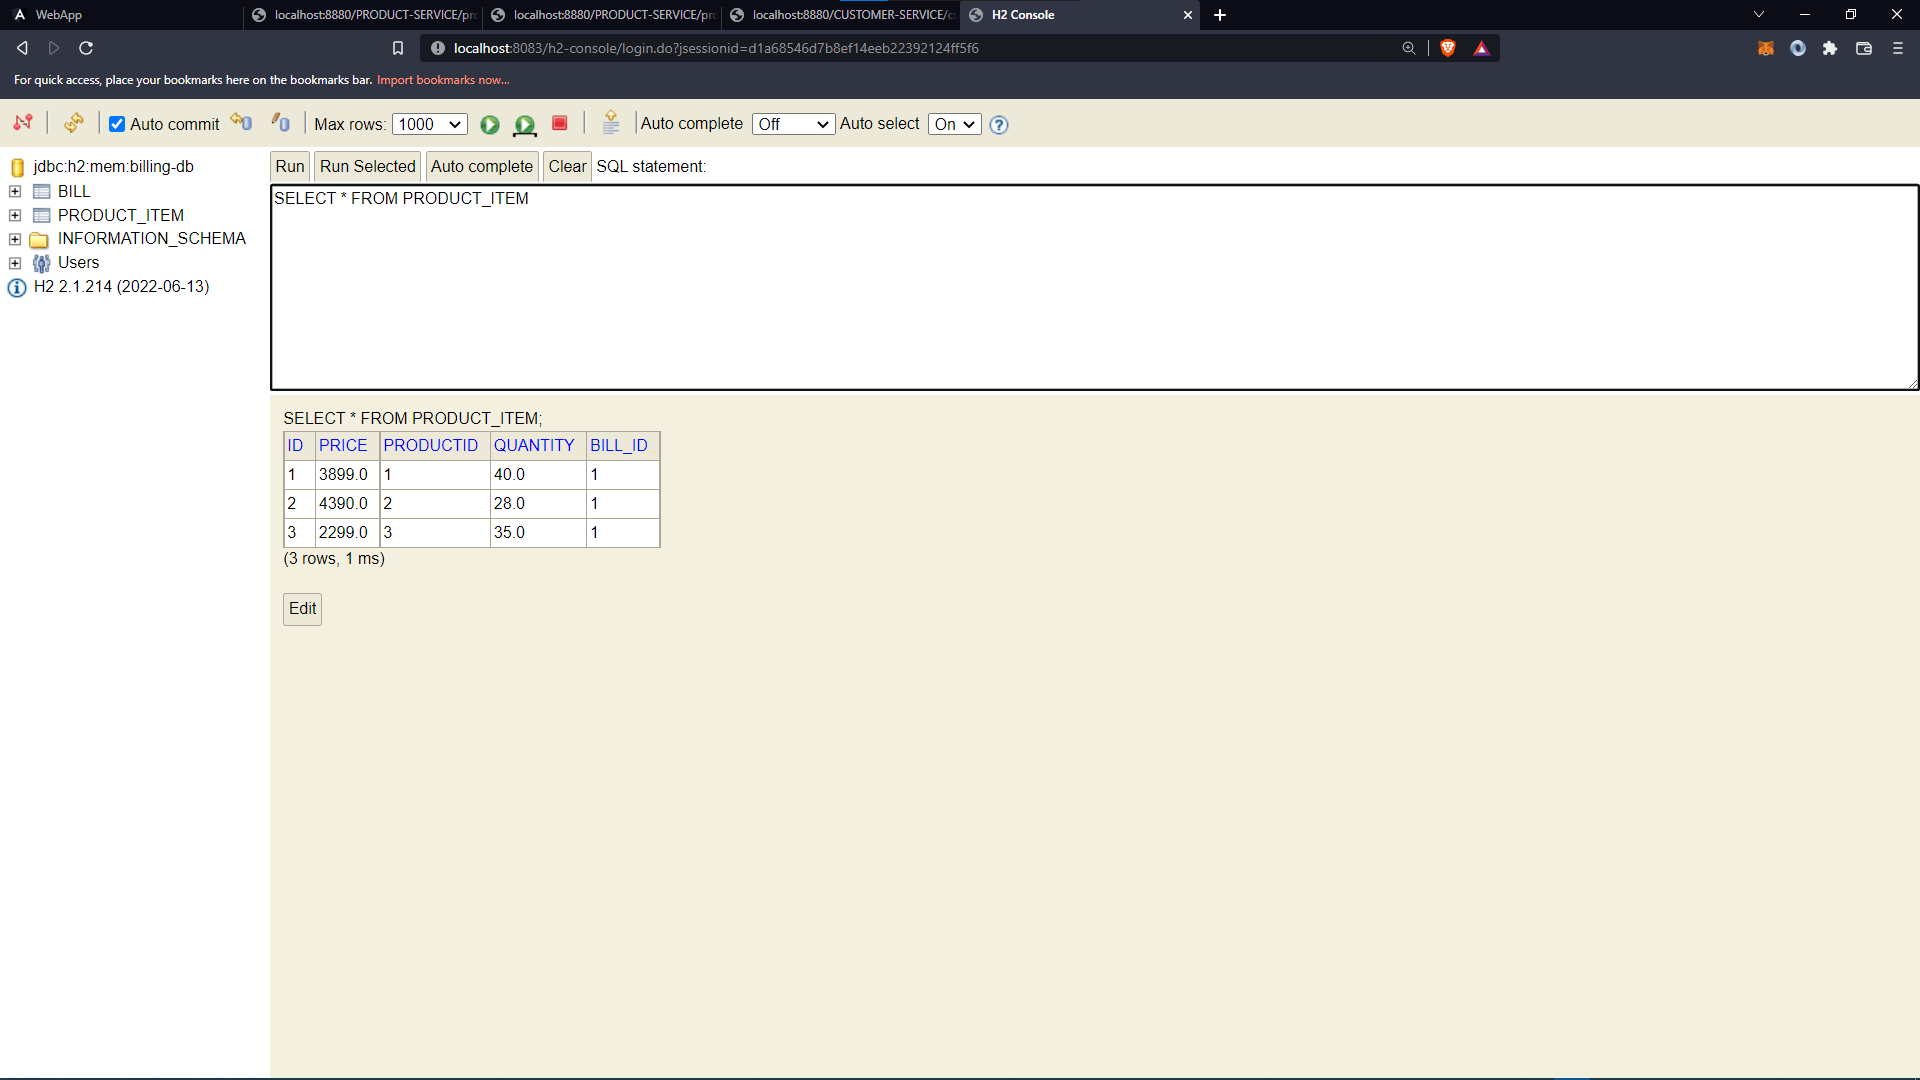 WebApp
localhost:8880/PRODUCT-SERVICE/pr
localhost:8880/PRODUCT-SERVICE/pr
localhost:8880/CUSTOMER-SERVICE/c
H2 Console
localhost:8083/h2-console/login.do?jsessionid=d1a68546d7b8ef14eeb22392124ff5f6
For quick access, place your bookmarks here on the bookmarks bar. Import bookmarks now...
Auto commit Max rows: 1000 Auto complete Off Auto select On
jdbc:h2:mem:billing-db
BILL
PRODUCT_ITEM
INFORMATION_SCHEMA
Users
H2 2.1.214 (2022-06-13)
Run Run Selected Auto complete Clear SQL statement:
SELECT * FROM PRODUCT_ITEM
SELECT * FROM PRODUCT_ITEM;
ID PRICE PRODUCTID QUANTITY BILL_ID
1 3899.0 1 40.0 1
2 4390.0 2 28.0 1
3 2299.0 3 35.0 1
(3 rows, 1 ms)
Edit